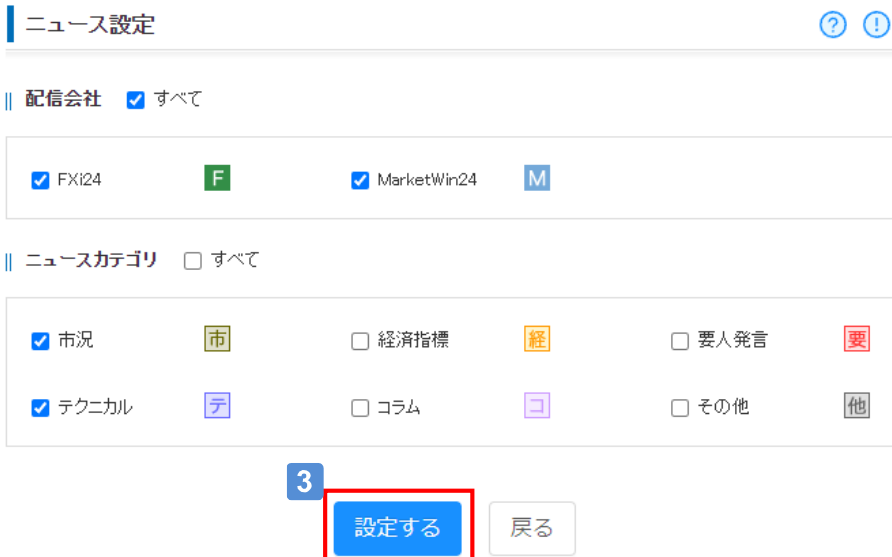 ニュース設定 ? !
配信会社 すべて
FXi24 F MarketWin24 M
ニュースカテゴリ すべて
市況 市 経済指標 経 要人発言 要
テクニカル テ コラム コ その他 他
3
設定する 戻る